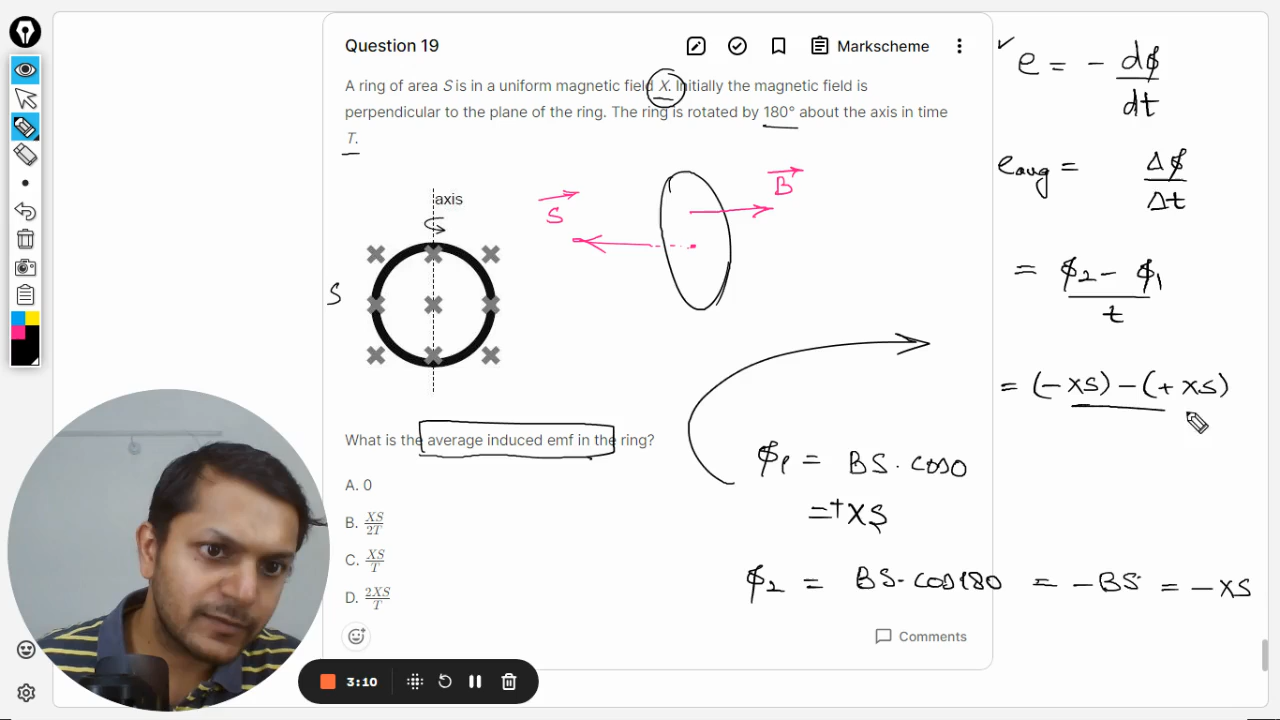 Question 19
Markscheme
A ring of area S is in a uniform magnetic field X. Initially the magnetic field is
perpendicular to the plane of the ring. The ring is rotated by 180° about the axis in time
T.
axis
S
S
B
What is the average induced emf in the ring?
A. 0
B. XS/2T
C. XS/T
D. 2XS/T
Comments
3:10
e = - dϕ/dt
e avg = Δϕ/Δt
= ϕ2 - ϕ1 / t
= (- XS) - (+ XS)
ϕ1 = BS. cos0
= + XS
ϕ2 = BS. cos180 = - BS = - XS